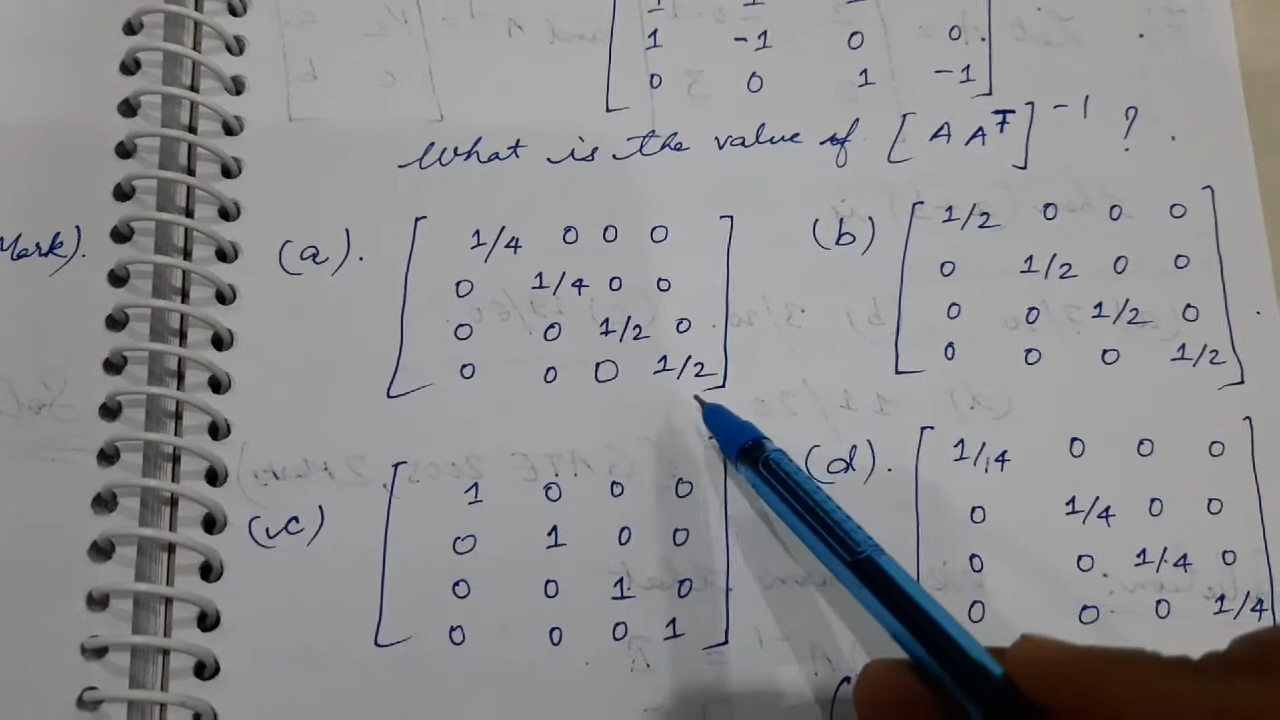 1 -1 0 0
0 0 1 -1
What is the value of [A Aᵀ]⁻¹ ? .
Mark).
(a). [ 1/4 0 0 0
0 1/4 0 0
0 0 1/2 0
0 0 0 1/2 ]
(b) [ 1/2 0 0 0
0 1/2 0 0
0 0 1/2 0
0 0 0 1/2 ]
(c) [ 1 0 0 0
0 1 0 0
0 0 1 0
0 0 0 1 ]
(d). [ 1/4 0 0 0
0 1/4 0 0
0 0 1/4 0
0 0 0 1/4